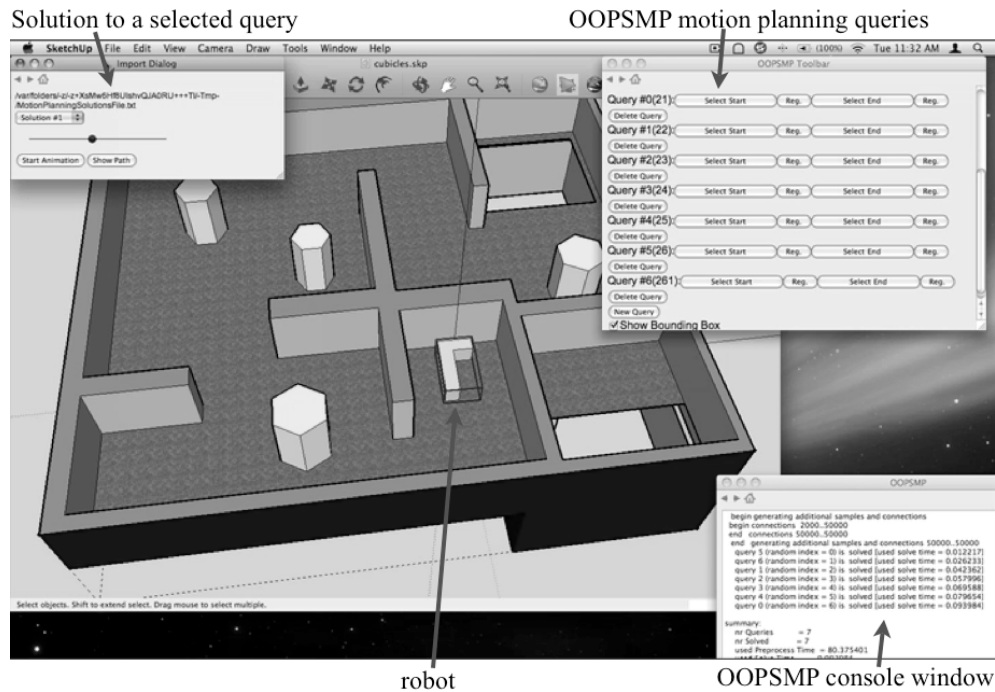 Solution to a selected query
OOPSMP motion planning queries
SketchUp File Edit View Camera Draw Tools Window Help
(100%) Tue 11:32 AM
Import Dialog
cubicles.skp
OOPSMP Toolbar
/MotionPlanningSolutionsFile.txt
Solution #1
Start Animation Show Path
Query #0(21): Select Start Reg. Select End Reg.
Delete Query
Query #1(22): Select Start Reg. Select End Reg.
Delete Query
Query #2(23): Select Start Reg. Select End Reg.
Delete Query
Query #3(24): Select Start Reg. Select End Reg.
Delete Query
Query #4(25): Select Start Reg. Select End Reg.
Delete Query
Query #5(26): Select Start Reg. Select End Reg.
Delete Query
Query #6(261): Select Start Reg. Select End Reg.
Delete Query
New Query
Show Bounding Box
OOPSMP
begin generating additional samples and connections
begin connections 2000..50000
end connections 50000..50000
end generating additional samples and connections 50000..50000
query 5 (random index = 0) is solved [used solve time = 0.012217]
query 6 (random index = 1) is solved [used solve time = 0.026233]
query 1 (random index = 2) is solved [used solve time = 0.042362]
query 2 (random index = 3) is solved [used solve time = 0.057996]
query 3 (random index = 4) is solved [used solve time = 0.069588]
query 4 (random index = 5) is solved [used solve time = 0.079654]
query 0 (random index = 6) is solved [used solve time = 0.093984]
summary:
nr Queries = 7
nr Solved = 7
used Preprocess Time = 80.375401
Select objects. Shift to extend select. Drag mouse to select multiple.
robot
OOPSMP console window